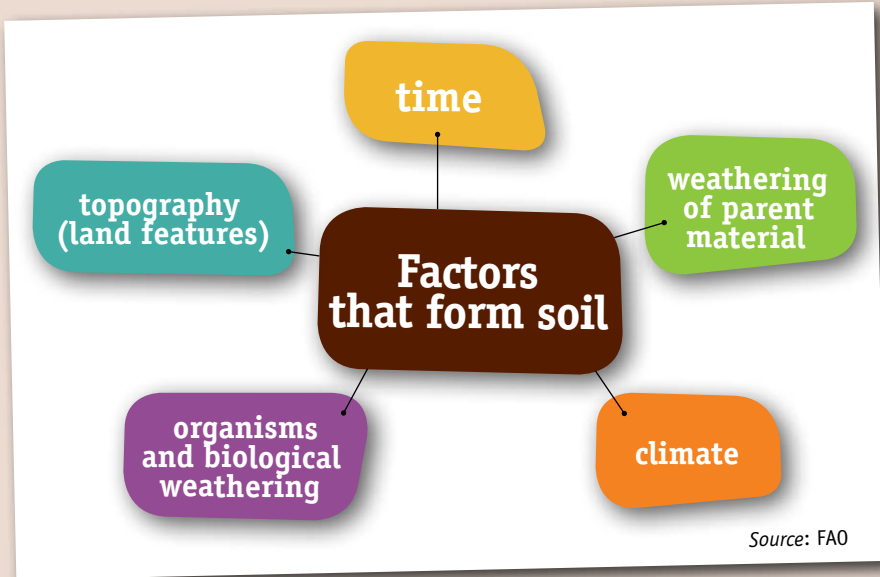 time
topography
(land features)
weathering
of parent
material
Factors
that form soil
organisms
and biological
weathering
climate
Source: FAO